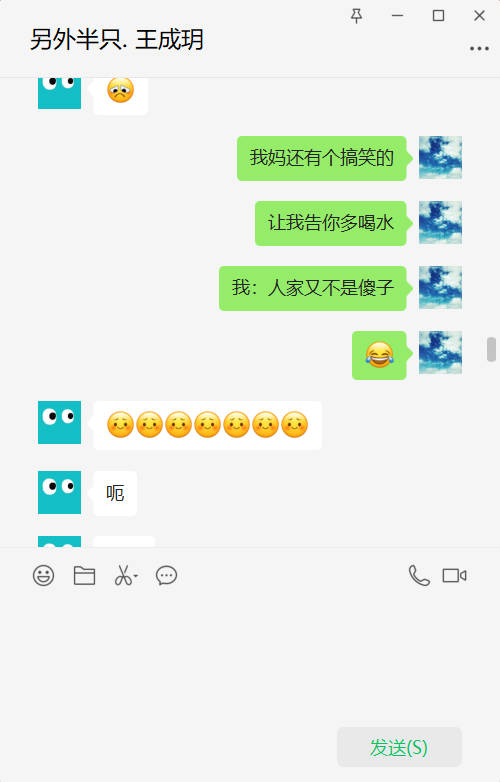 另外半只. 王成玥
我妈还有个搞笑的
让我告你多喝水
我：人家又不是傻子
呃
发送(S)